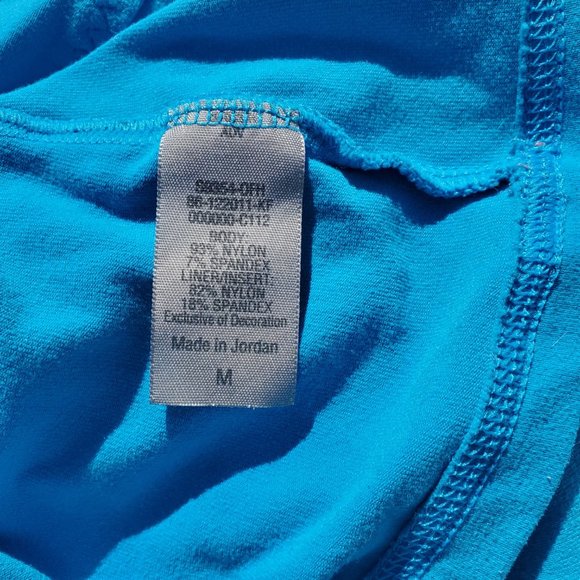 ADV
S9354-OFH
86-122011-KF
000000-C112
BODY:
93% NYLON
7% SPANDEX
LINER/INSERT:
82% NYLON
18% SPANDEX
Exclusive of Decoration
Made in Jordan
M